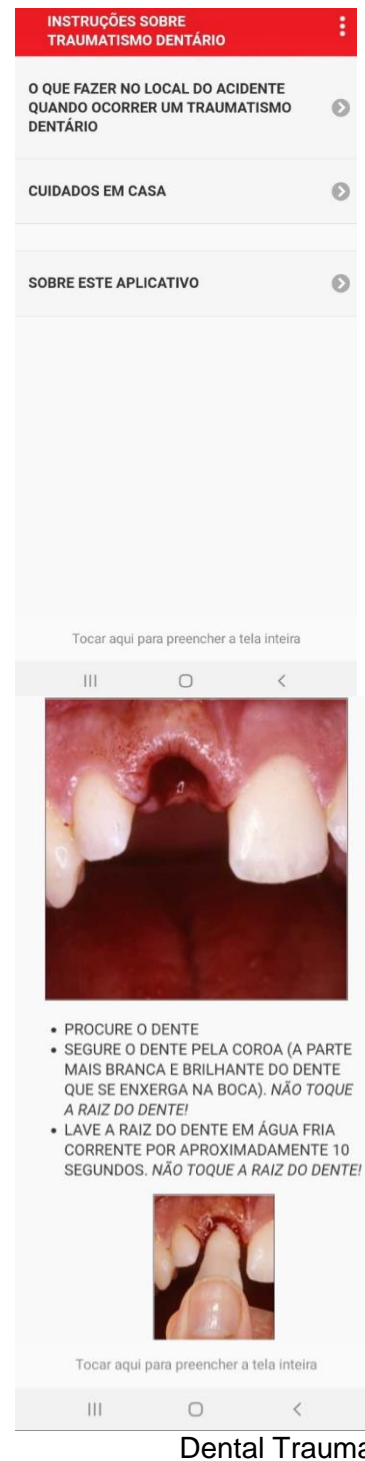 INSTRUÇÕES SOBRE
TRAUMATISMO DENTÁRIO
O QUE FAZER NO LOCAL DO ACIDENTE
QUANDO OCORRER UM TRAUMATISMO
DENTÁRIO
CUIDADOS EM CASA
SOBRE ESTE APLICATIVO
Tocar aqui para preencher a tela inteira
• PROCURE O DENTE
• SEGURE O DENTE PELA COROA (A PARTE
MAIS BRANCA E BRILHANTE DO DENTE
QUE SE ENXERGA NA BOCA). NÃO TOQUE
A RAIZ DO DENTE!
• LAVE A RAIZ DO DENTE EM ÁGUA FRIA
CORRENTE POR APROXIMADAMENTE 10
SEGUNDOS. NÃO TOQUE A RAIZ DO DENTE!
Tocar aqui para preencher a tela inteira
Dental Trauma